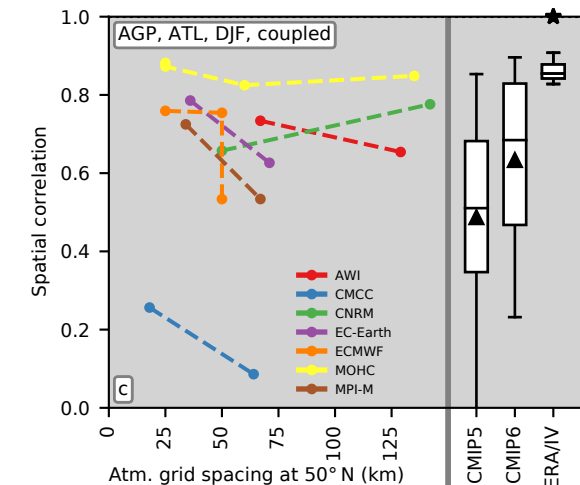 AGP, ATL, DJF, coupled
Spatial correlation
1.0
0.8
0.6
0.4
0.2
0.0
AWI
CMCC
CNRM
EC-Earth
ECMWF
MOHC
MPI-M
c
0
25
50
75
100
125
CMIP5
CMIP6
ERA/IV
Atm. grid spacing at 50°N (km)